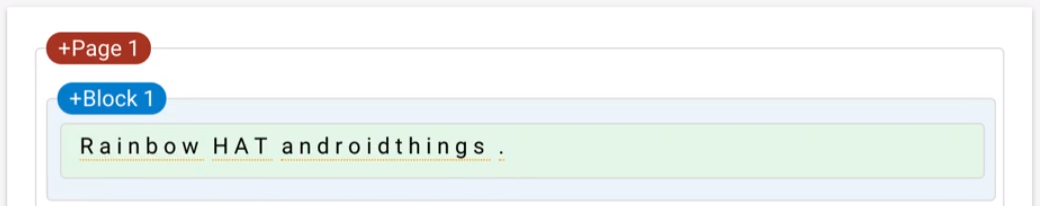 +Page 1
+Block 1
Rainbow HAT androidthings .